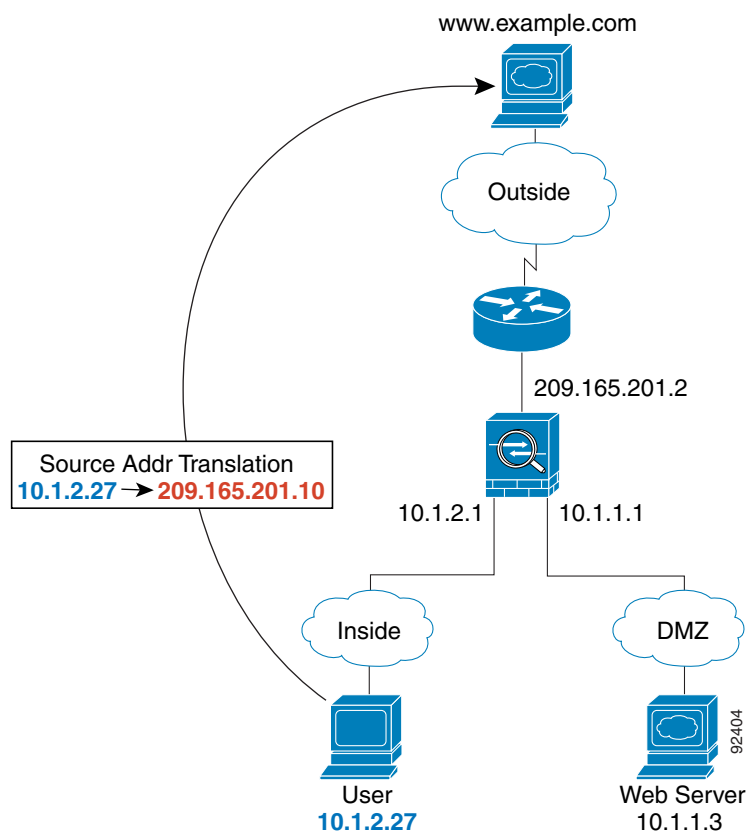 www.example.com
Outside
209.165.201.2
Source Addr Translation
10.1.2.27 209.165.201.10
10.1.2.1 10.1.1.1
Inside DMZ
92404
User Web Server
10.1.2.27 10.1.1.3